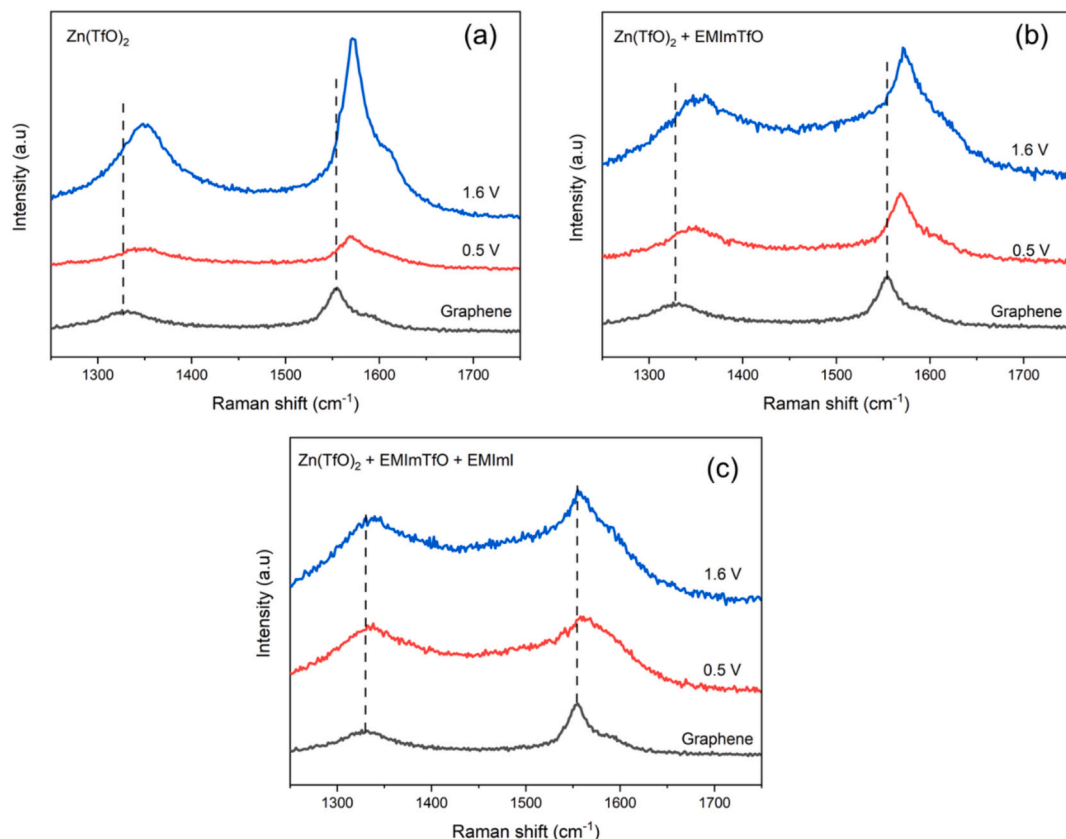 Zn(TfO)₂
(a)
1.6 V
0.5 V
Graphene
Intensity (a.u)
1300 1400 1500 1600 1700
Raman shift (cm⁻¹)
Zn(TfO)₂ + EMImTfO
(b)
1.6 V
0.5 V
Graphene
Intensity (a.u)
1300 1400 1500 1600 1700
Raman shift (cm⁻¹)
Zn(TfO)₂ + EMImTfO + EMImI
(c)
1.6 V
0.5 V
Graphene
Intensity (a.u)
1300 1400 1500 1600 1700
Raman shift (cm⁻¹)